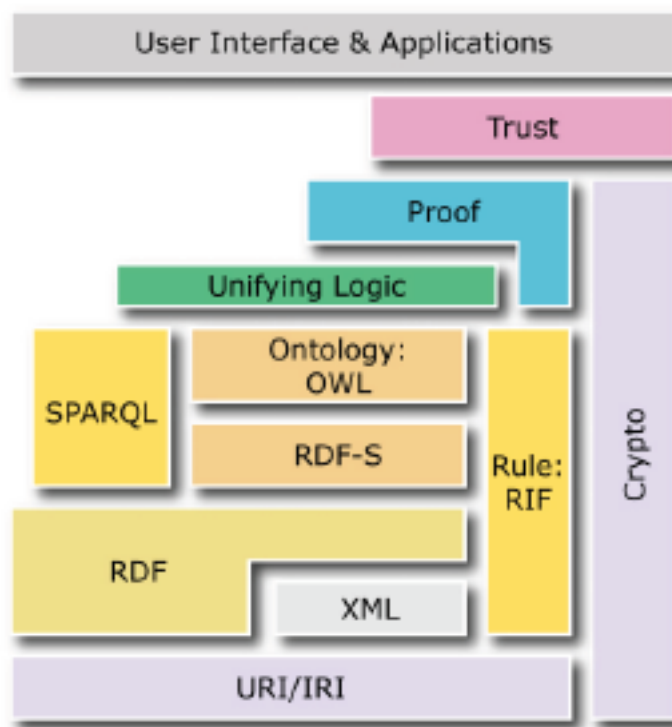 User Interface & Applications
Trust
Proof
Unifying Logic
SPARQL
Ontology:
OWL
RDF-S
Rule:
RIF
Crypto
RDF
XML
URI/IRI